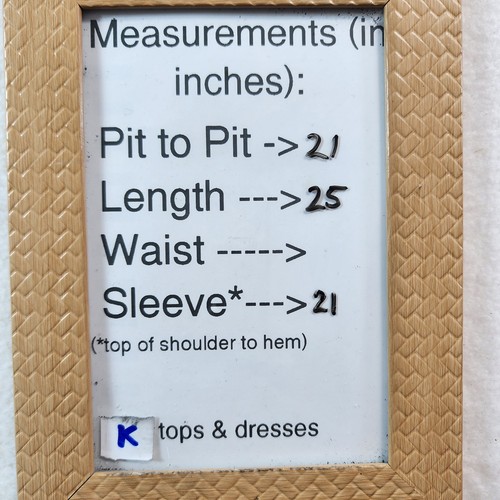 Measurements (in
inches):
Pit to Pit -> 21
Length ---> 25
Waist ----->
Sleeve*---> 21
(*top of shoulder to hem)
K tops & dresses